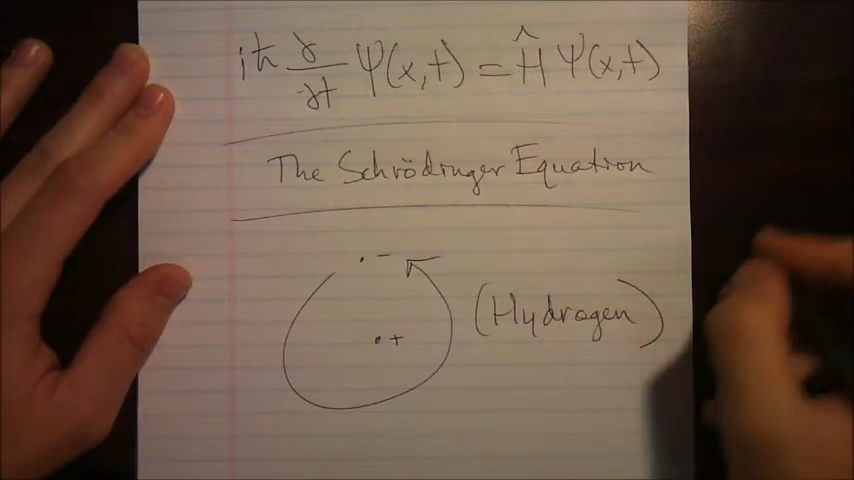 iℏ ∂/∂t Ψ(x,t) = Ĥ Ψ(x,t)
The Schrödinger Equation
• −
• +
(Hydrogen)